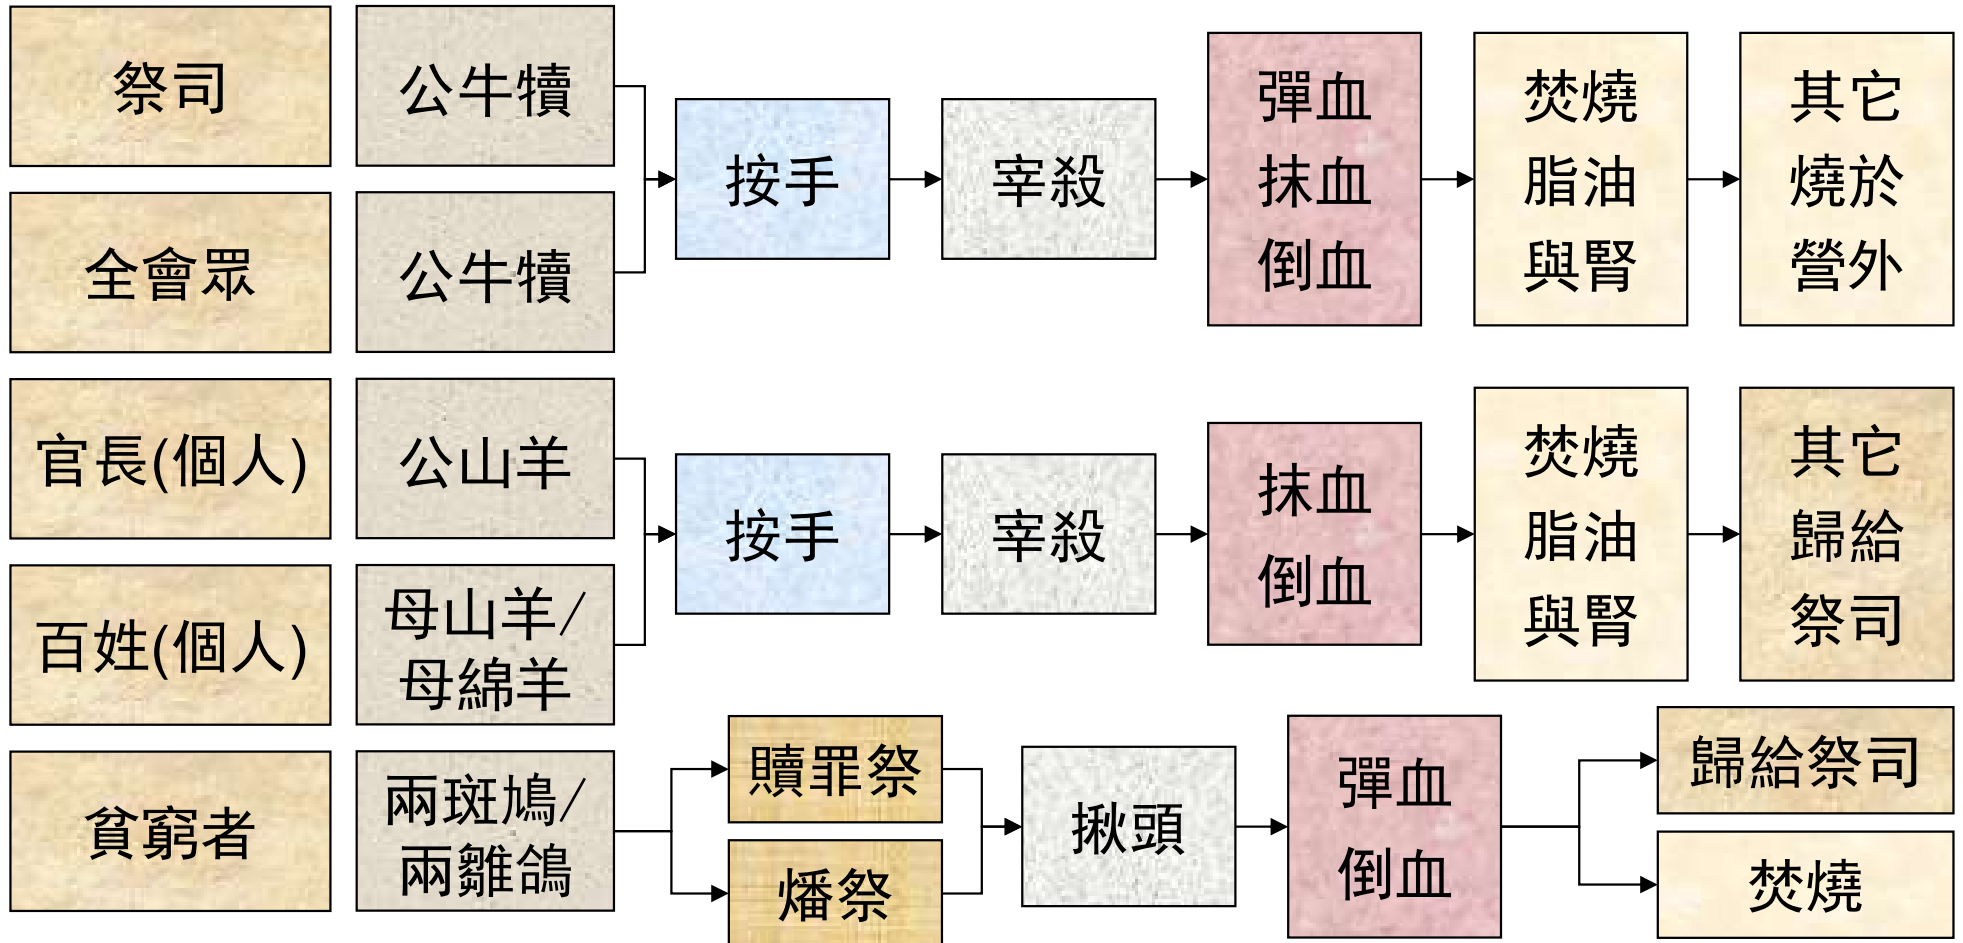 祭司
公牛犢
全會眾
公牛犢
按手
宰殺
彈血
抹血
倒血
焚燒
脂油
與腎
其它
燒於
營外
官長(個人)
公山羊
百姓(個人)
母山羊/
母綿羊
按手
宰殺
抹血
倒血
焚燒
脂油
與腎
其它
歸給
祭司
貧窮者
兩斑鳩/
兩雛鴿
贖罪祭
燔祭
揪頭
彈血
倒血
歸給祭司
焚燒